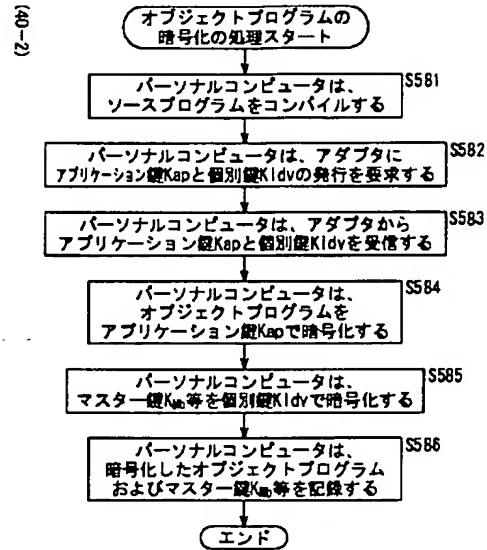 (40-2)
オブジェクトプログラムの
暗号化の処理スタート
S581
パーソナルコンピュータは、
ソースプログラムをコンパイルする
S582
パーソナルコンピュータは、アダプタに
アプリケーション鍵Kapと個別鍵Kidvの発行を要求する
S583
パーソナルコンピュータは、アダプタから
アプリケーション鍵Kapと個別鍵Kidvを受信する
S584
パーソナルコンピュータは、
オブジェクトプログラムを
アプリケーション鍵Kapで暗号化する
S585
パーソナルコンピュータは、
マスター鍵Kmb等を個別鍵Kidvで暗号化する
S586
パーソナルコンピュータは、
暗号化したオブジェクトプログラム
およびマスター鍵Kmb等を記録する
エンド